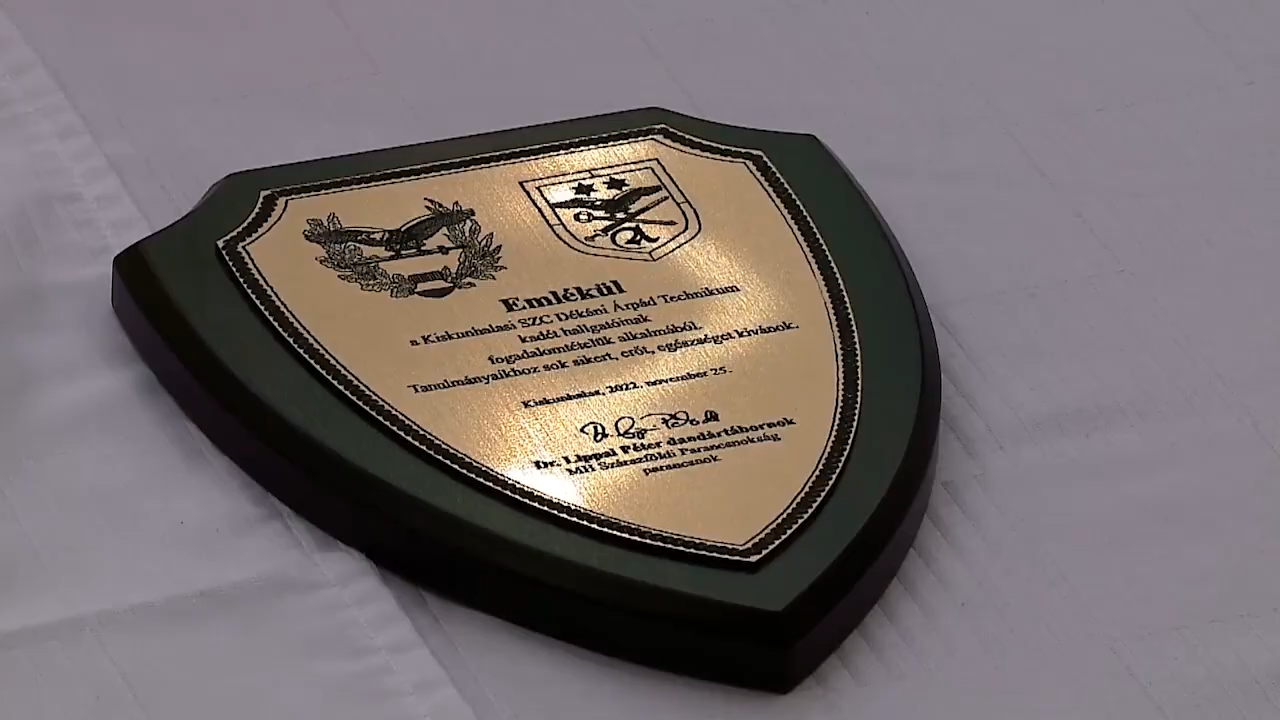 Emlékül
a Kiskunhalasi SZC Dékáni Árpád Technikum
kadét hallgatóinak
fogadalomtételük alkalmából.
Tanulmányaikhoz sok sikert, erőt, egészséget kívánok.
Kiskunhalas, 2022. november 25.
Dr. Lippai Péter dandártábornok
MH Szárazföldi Parancsnokság
parancsnok